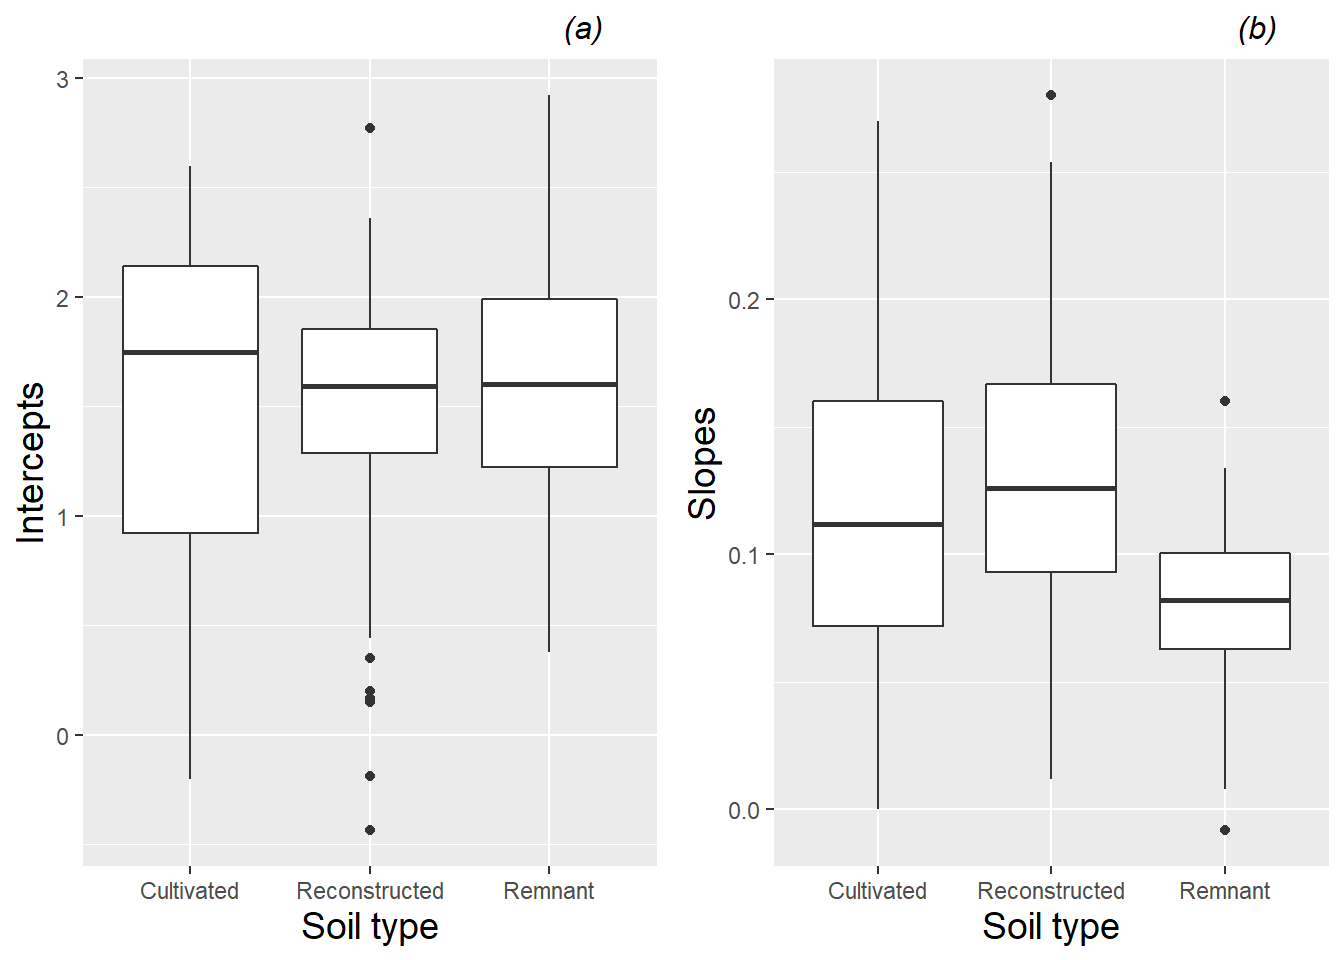 (a)
Intercepts
3
2
1
0
Cultivated Reconstructed Remnant
Soil type
(b)
Slopes
0.2
0.1
0.0
Cultivated Reconstructed Remnant
Soil type